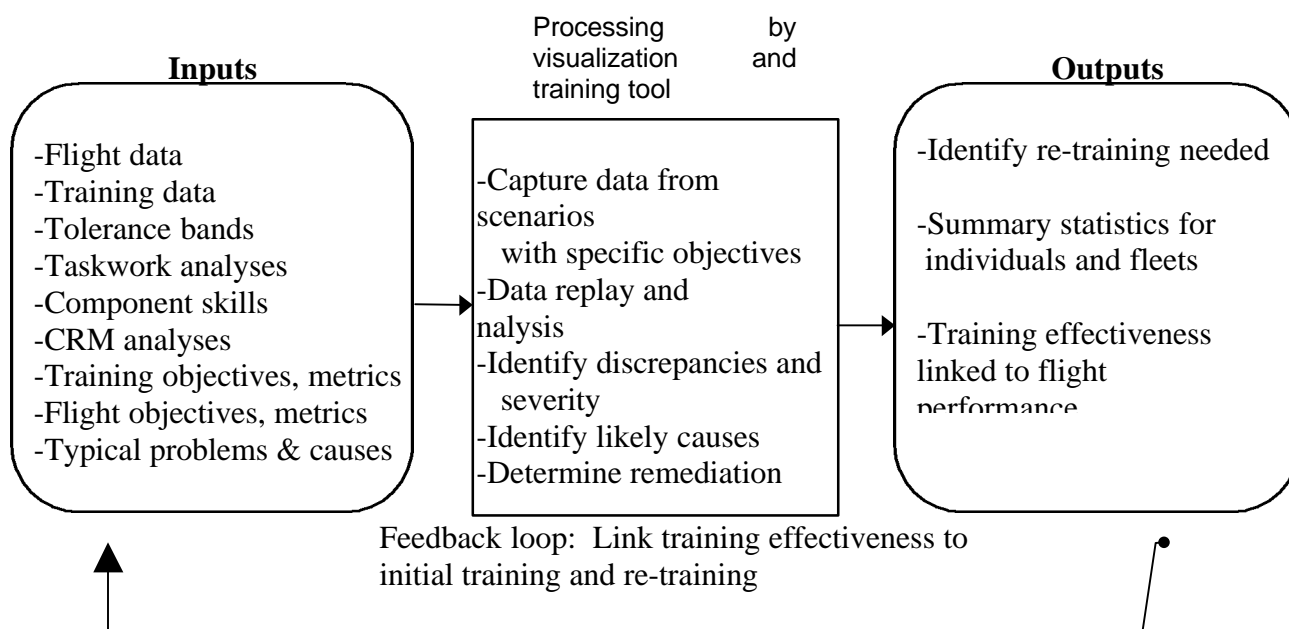 Processing by
visualization and
training tool
Inputs
-Flight data
-Training data
-Tolerance bands
-Taskwork analyses
-Component skills
-CRM analyses
-Training objectives, metrics
-Flight objectives, metrics
-Typical problems & causes
-Capture data from
scenarios
with specific objectives
-Data replay and
nalysis
-Identify discrepancies and
severity
-Identify likely causes
-Determine remediation
Outputs
-Identify re-training needed
-Summary statistics for
individuals and fleets
-Training effectiveness
linked to flight
performance
Feedback loop: Link training effectiveness to
initial training and re-training